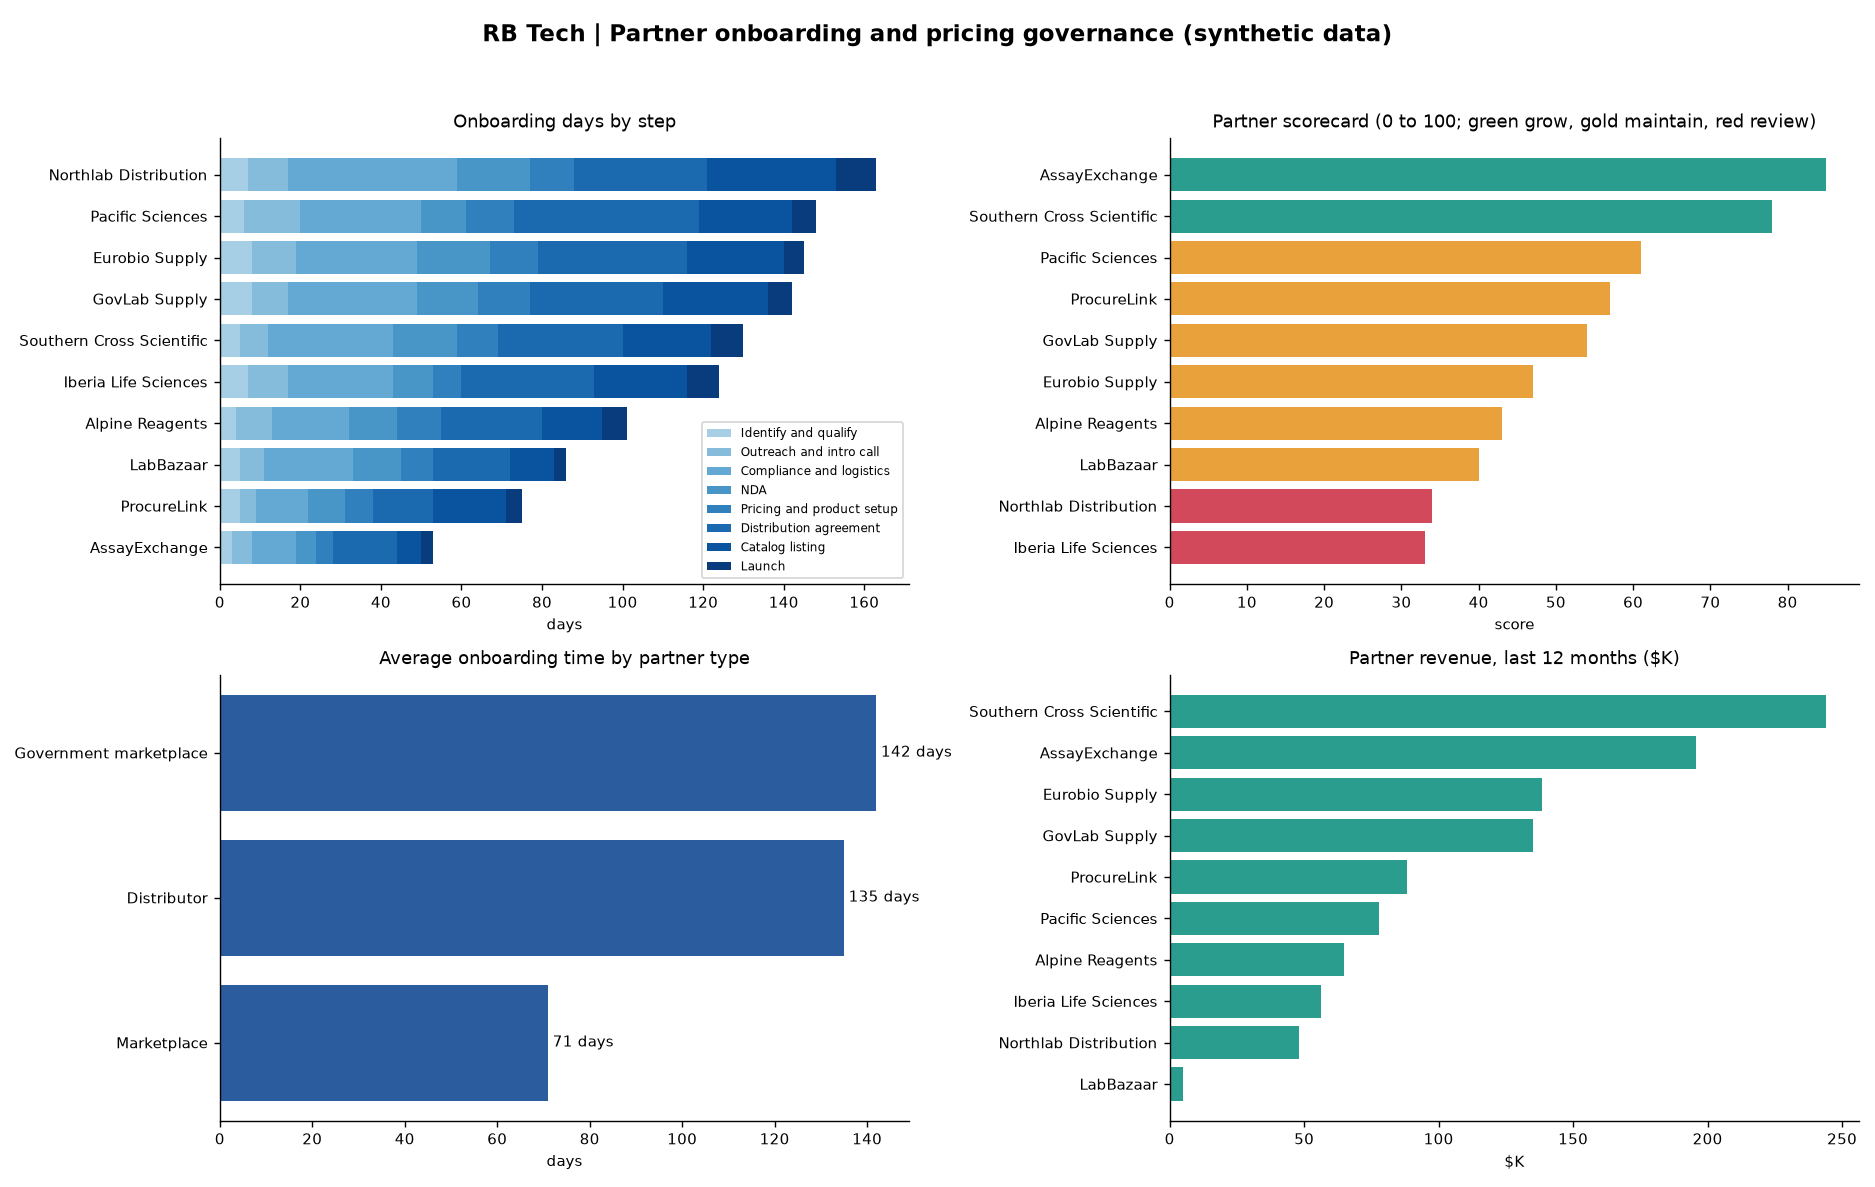 RB Tech | Partner onboarding and pricing governance (synthetic data)
Onboarding days by step
Northlab Distribution
Pacific Sciences
Eurobio Supply
GovLab Supply
Southern Cross Scientific
Iberia Life Sciences
Alpine Reagents
LabBazaar
ProcureLink
AssayExchange
Identify and qualify
Outreach and intro call
Compliance and logistics
NDA
Pricing and product setup
Distribution agreement
Catalog listing
Launch
0 20 40 60 80 100 120 140 160
days
Partner scorecard (0 to 100; green grow, gold maintain, red review)
AssayExchange
Southern Cross Scientific
Pacific Sciences
ProcureLink
GovLab Supply
Eurobio Supply
Alpine Reagents
LabBazaar
Northlab Distribution
Iberia Life Sciences
0 10 20 30 40 50 60 70 80
score
Average onboarding time by partner type
Government marketplace
142 days
Distributor
135 days
Marketplace
71 days
0 20 40 60 80 100 120 140
days
Partner revenue, last 12 months ($K)
Southern Cross Scientific
AssayExchange
Eurobio Supply
GovLab Supply
ProcureLink
Pacific Sciences
Alpine Reagents
Iberia Life Sciences
Northlab Distribution
LabBazaar
0 50 100 150 200 250
$K